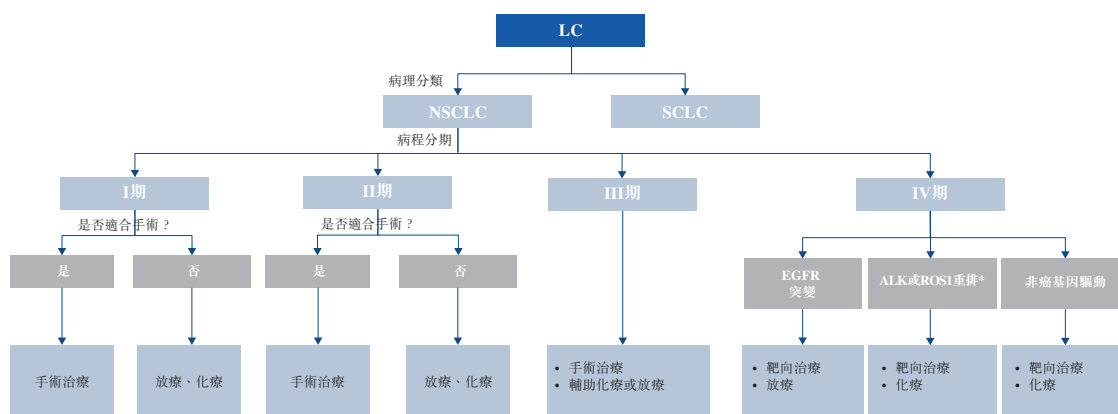 LC
病理分類
NSCLC
SCLC
病程分期
I期
II期
III期
IV期
是否適合手術？
是否適合手術？
是
否
是
否
EGFR
突變
ALK或ROS1重排*
非癌基因驅動
手術治療
放療、化療
手術治療
放療、化療
• 手術治療
• 輔助化療或放療
• 靶向治療
• 放療
• 靶向治療
• 化療
• 靶向治療
• 化療